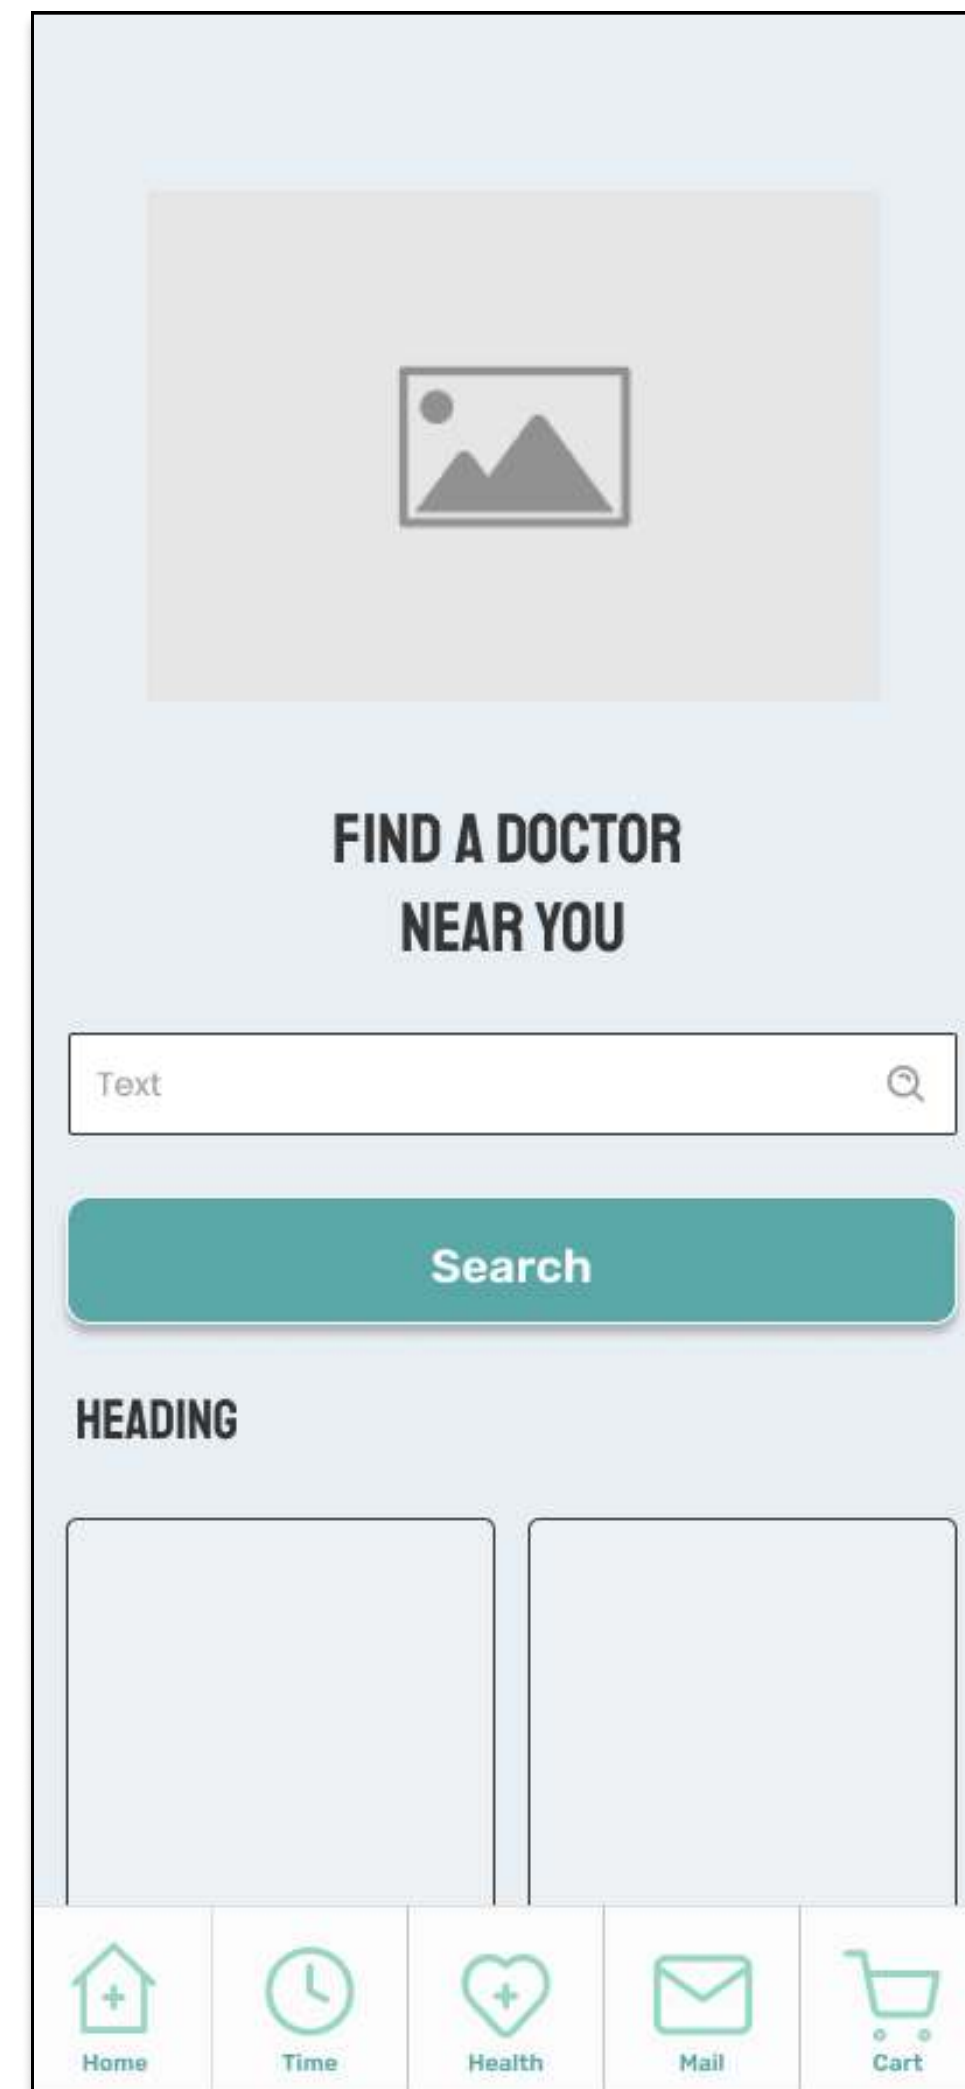 FIND A DOCTOR
NEAR YOU
Text
Search
HEADING
Home Time Health Mail Cart